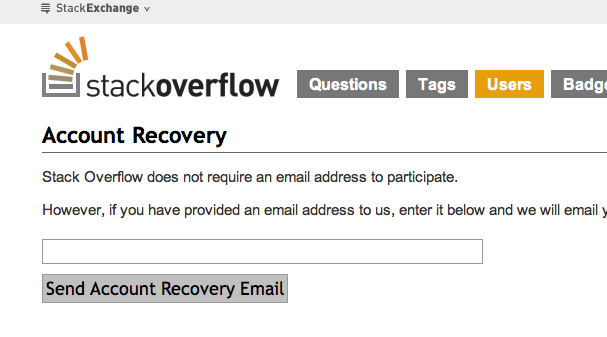 StackExchange
stackoverflow
Questions Tags Users Badg
Account Recovery
Stack Overflow does not require an email address to participate.
However, if you have provided an email address to us, enter it below and we will email
Send Account Recovery Email